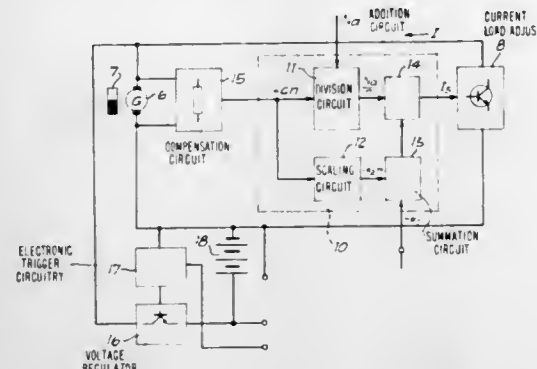 ADDITION
CIRCUIT
I
CURRENT
LOAD ADJUS
8
7
G
6
15
COMPENSATION
CIRCUIT
11
DIVISION
CIRCUIT
14
12
SCALING
CIRCUIT
13
SUMMATION
CIRCUIT
10
ELECTRONIC
TRIGGER
CIRCUITRY
17
18
16
VOLTAGE
REGULATOR